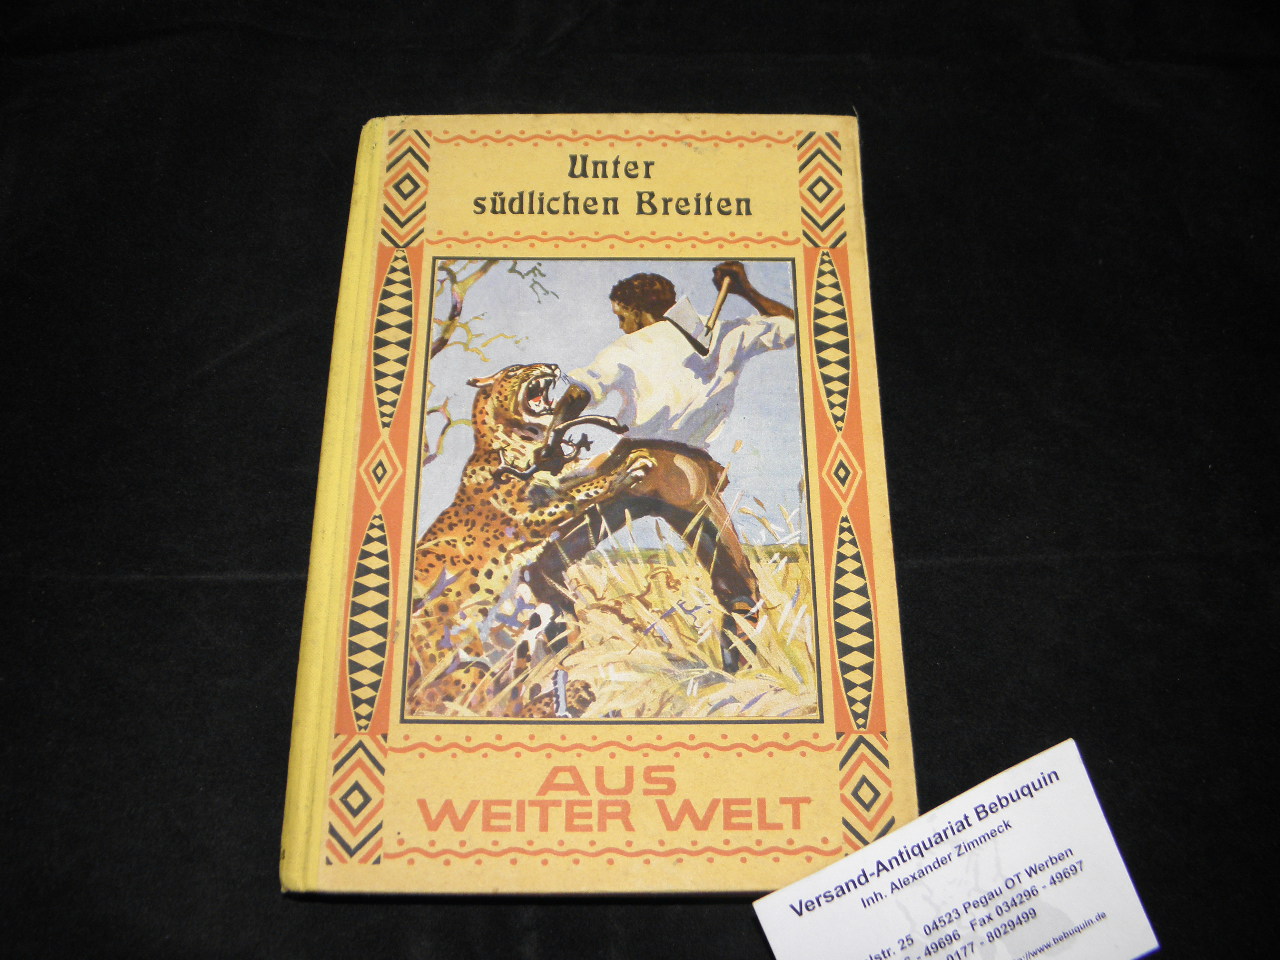 Unter
südlichen Breiten
AUS
WEITER WELT
Versand-Antiquariat Bebuquin
Inh. Alexander Zimmeck
25 04523 Pegau OT Werben
- 49696 Fax 034296 - 49697
0177 - 8029499
www.bebuquin.de